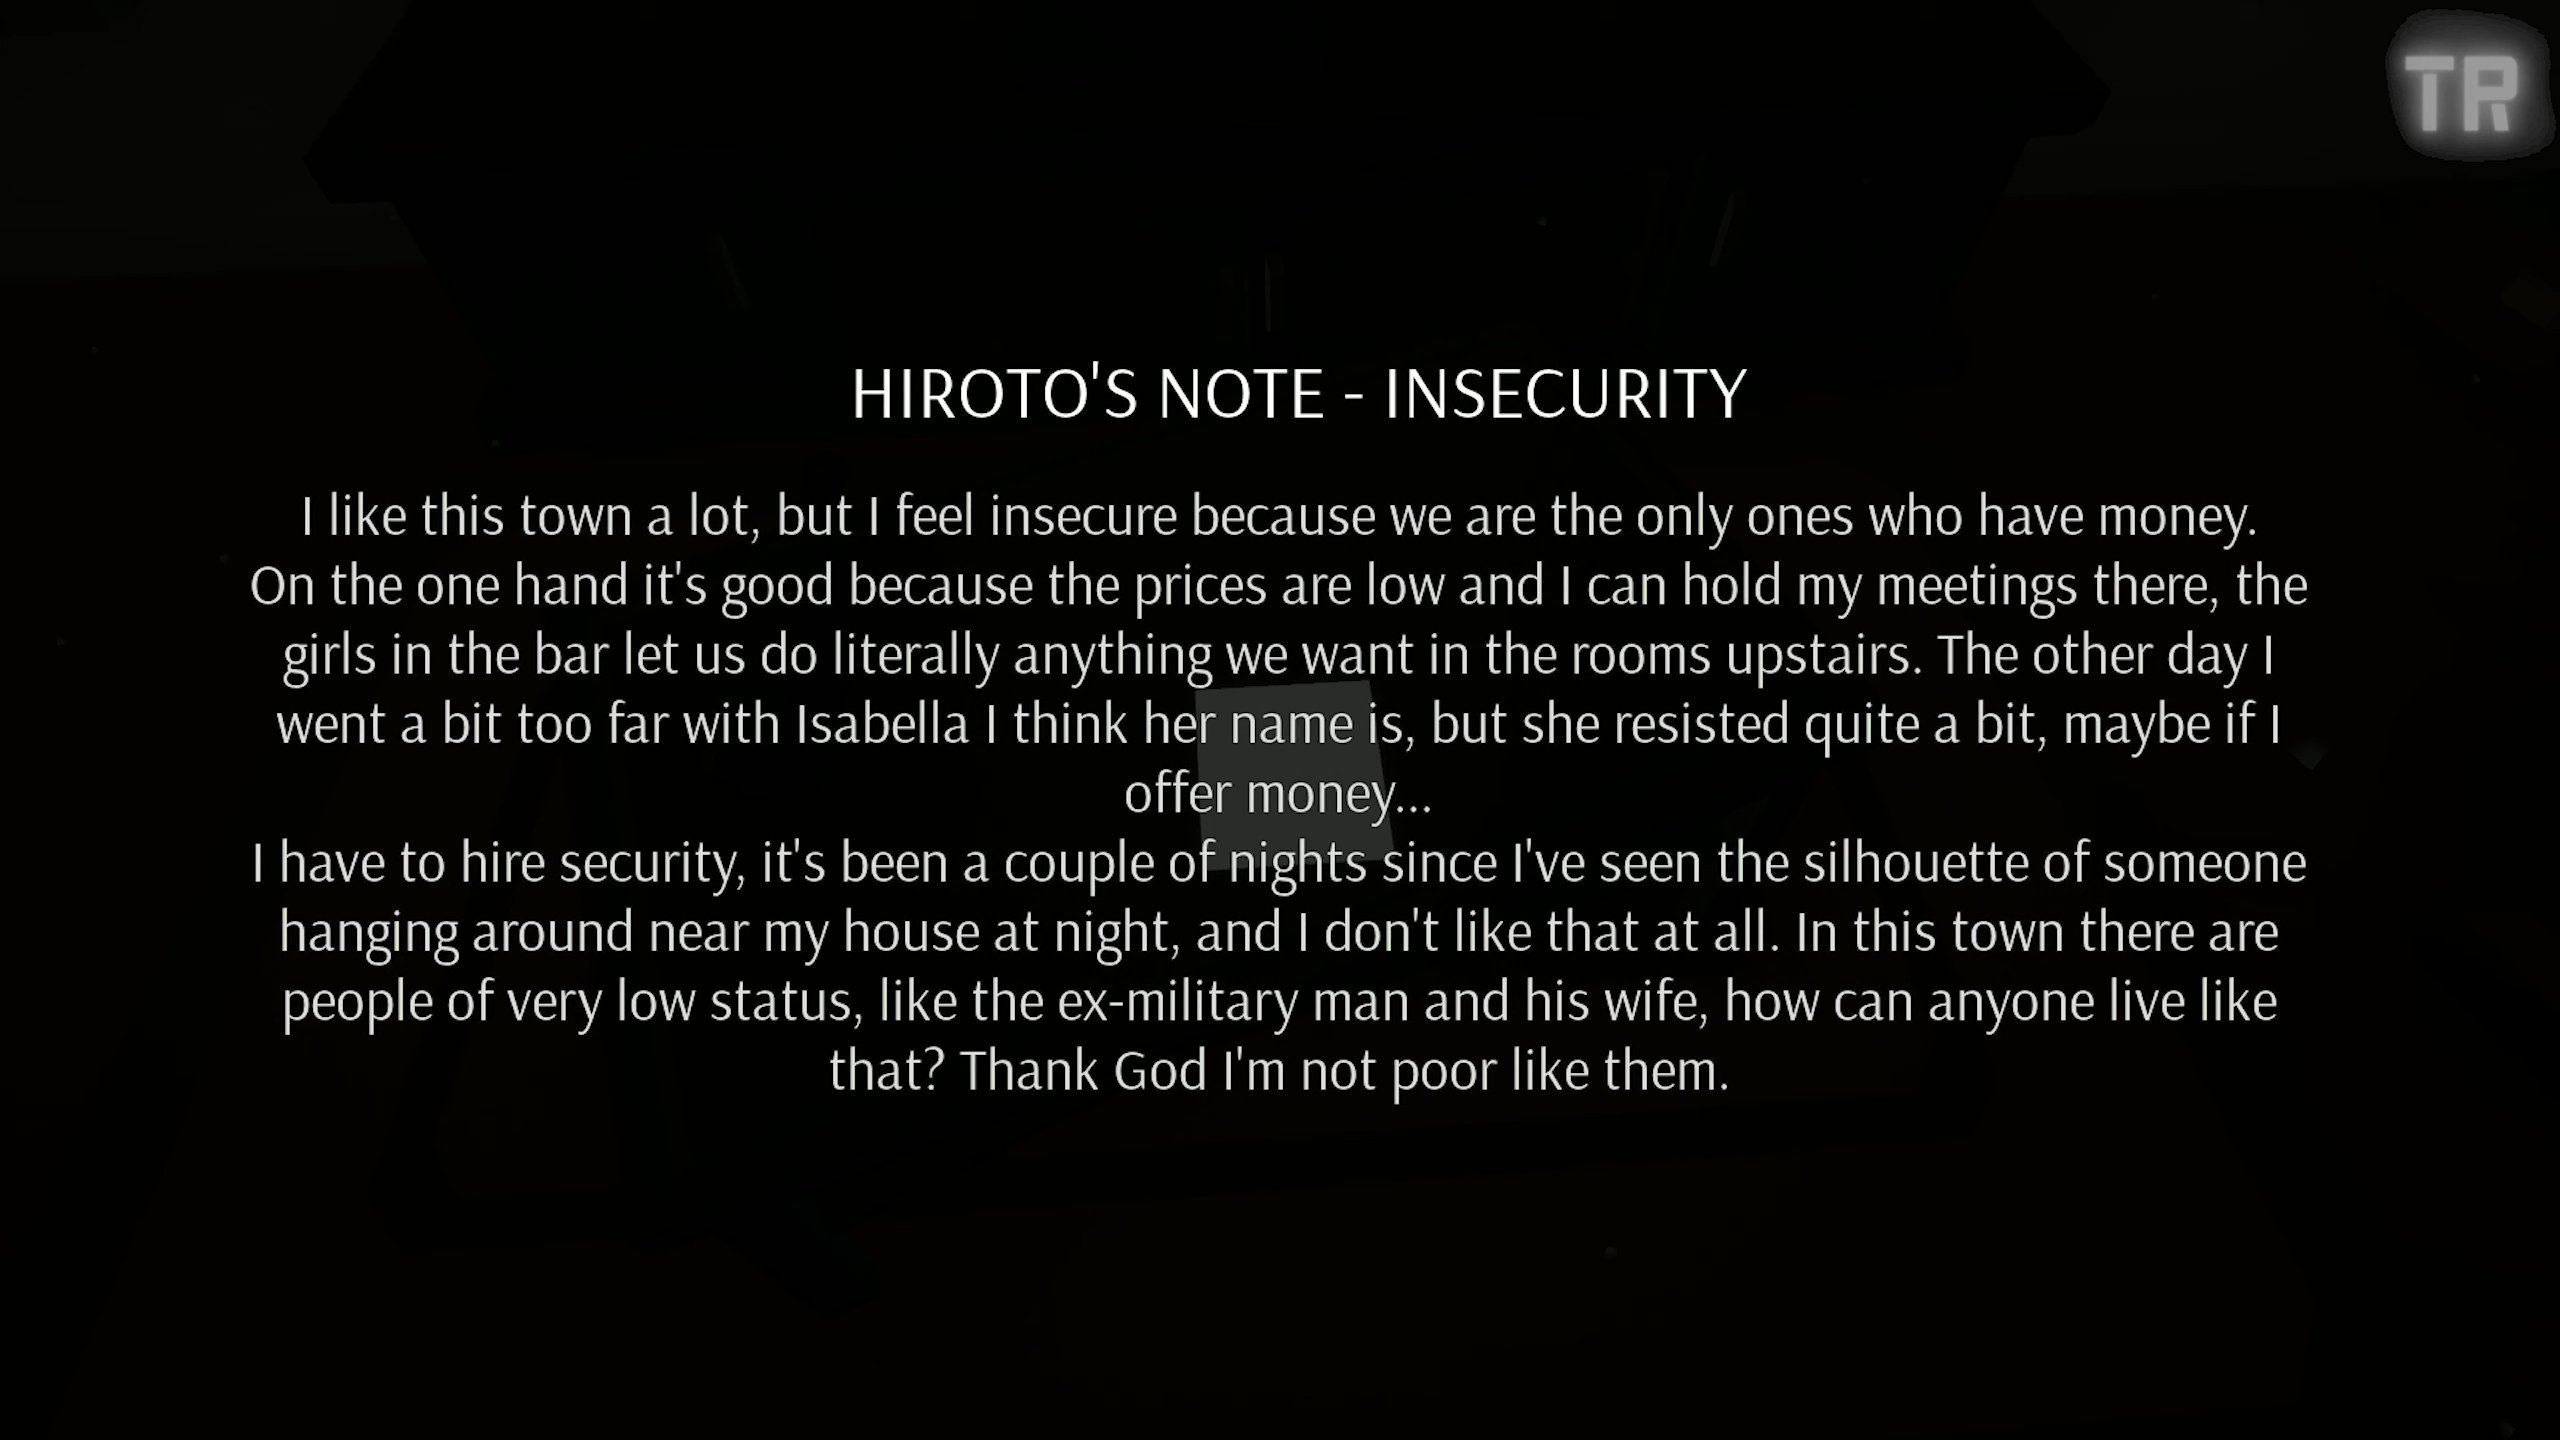 TR
HIROTO'S NOTE - INSECURITY
I like this town a lot, but I feel insecure because we are the only ones who have money.
On the one hand it's good because the prices are low and I can hold my meetings there, the
girls in the bar let us do literally anything we want in the rooms upstairs. The other day I
went a bit too far with Isabella I think her name is, but she resisted quite a bit, maybe if I
offer money...
I have to hire security, it's been a couple of nights since I've seen the silhouette of someone
hanging around near my house at night, and I don't like that at all. In this town there are
people of very low status, like the ex-military man and his wife, how can anyone live like
that? Thank God I'm not poor like them.